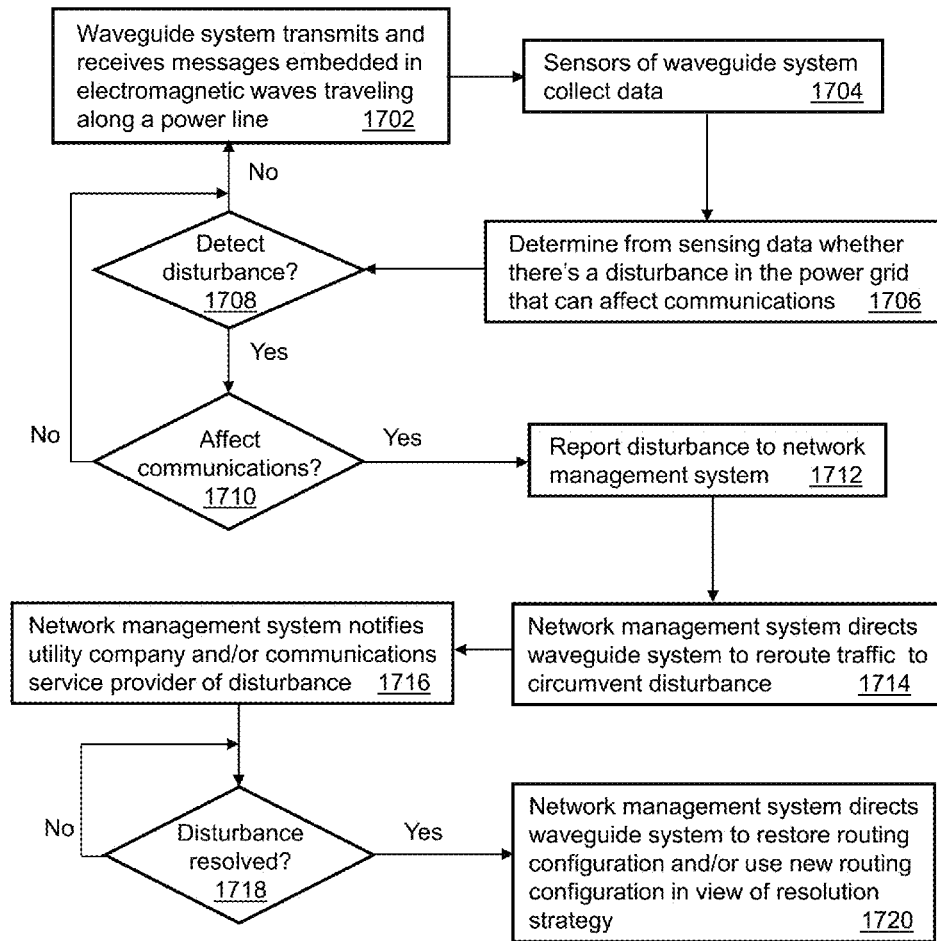 Waveguide system transmits and
receives messages embedded in
electromagnetic waves traveling
along a power line 1702
Sensors of waveguide system
collect data 1704
No
Detect
disturbance?
1708
Determine from sensing data whether
there's a disturbance in the power grid
that can affect communications 1706
Yes
No
Affect
communications?
1710
Yes
Report disturbance to network
management system 1712
Network management system notifies
utility company and/or communications
service provider of disturbance 1716
Network management system directs
waveguide system to reroute traffic to
circumvent disturbance 1714
No
Disturbance
resolved?
1718
Yes
Network management system directs
waveguide system to restore routing
configuration and/or use new routing
configuration in view of resolution
strategy 1720